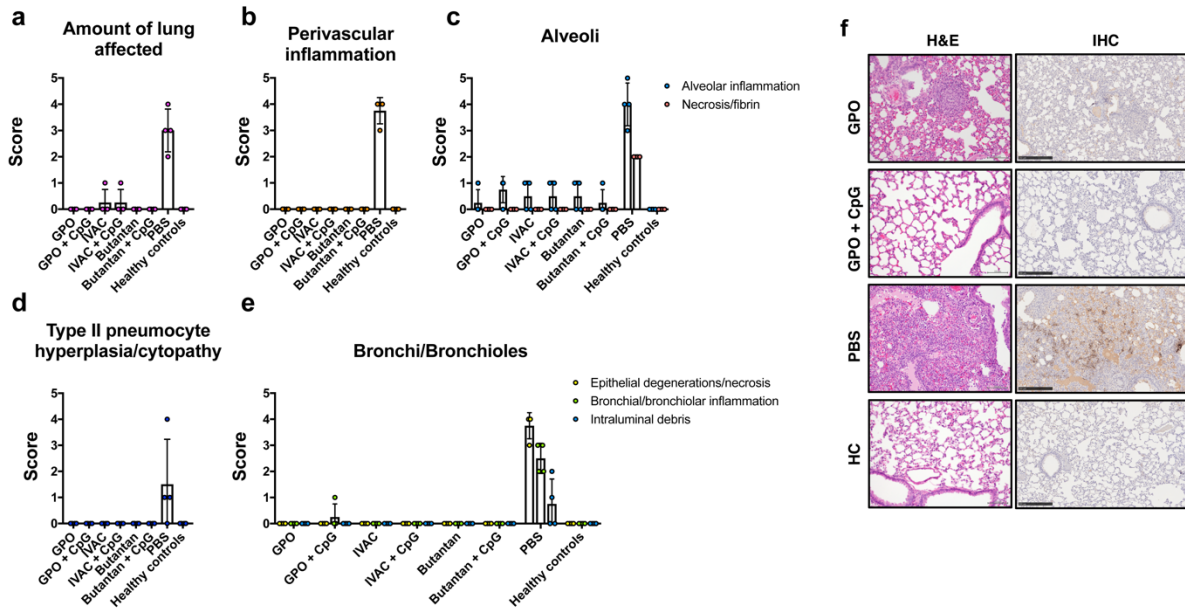 a
Amount of lung
affected
Score
5
4
3
2
1
0
GPO
GPO + CpG
IVAC
IVAC + CpG
Butantan
Butantan + CpG
PBS
Healthy controls
b
Perivascular
inflammation
Score
5
4
3
2
1
0
GPO
GPO + CpG
IVAC
IVAC + CpG
Butantan
Butantan + CpG
PBS
Healthy controls
c
Alveoli
Score
5
4
3
2
1
0
Alveolar inflammation
Necrosis/fibrin
GPO
GPO + CpG
IVAC
IVAC + CpG
Butantan
Butantan + CpG
PBS
Healthy controls
d
Type II pneumocyte
hyperplasia/cytopathy
Score
5
4
3
2
1
0
GPO
GPO + CpG
IVAC
IVAC + CpG
Butantan
Butantan + CpG
PBS
Healthy controls
e
Bronchi/Bronchioles
Score
5
4
3
2
1
0
Epithelial degenerations/necrosis
Bronchial/bronchiolar inflammation
Intraluminal debris
GPO
GPO + CpG
IVAC
IVAC + CpG
Butantan
Butantan + CpG
PBS
Healthy controls
f
H&E
IHC
GPO
GPO + CpG
PBS
HC